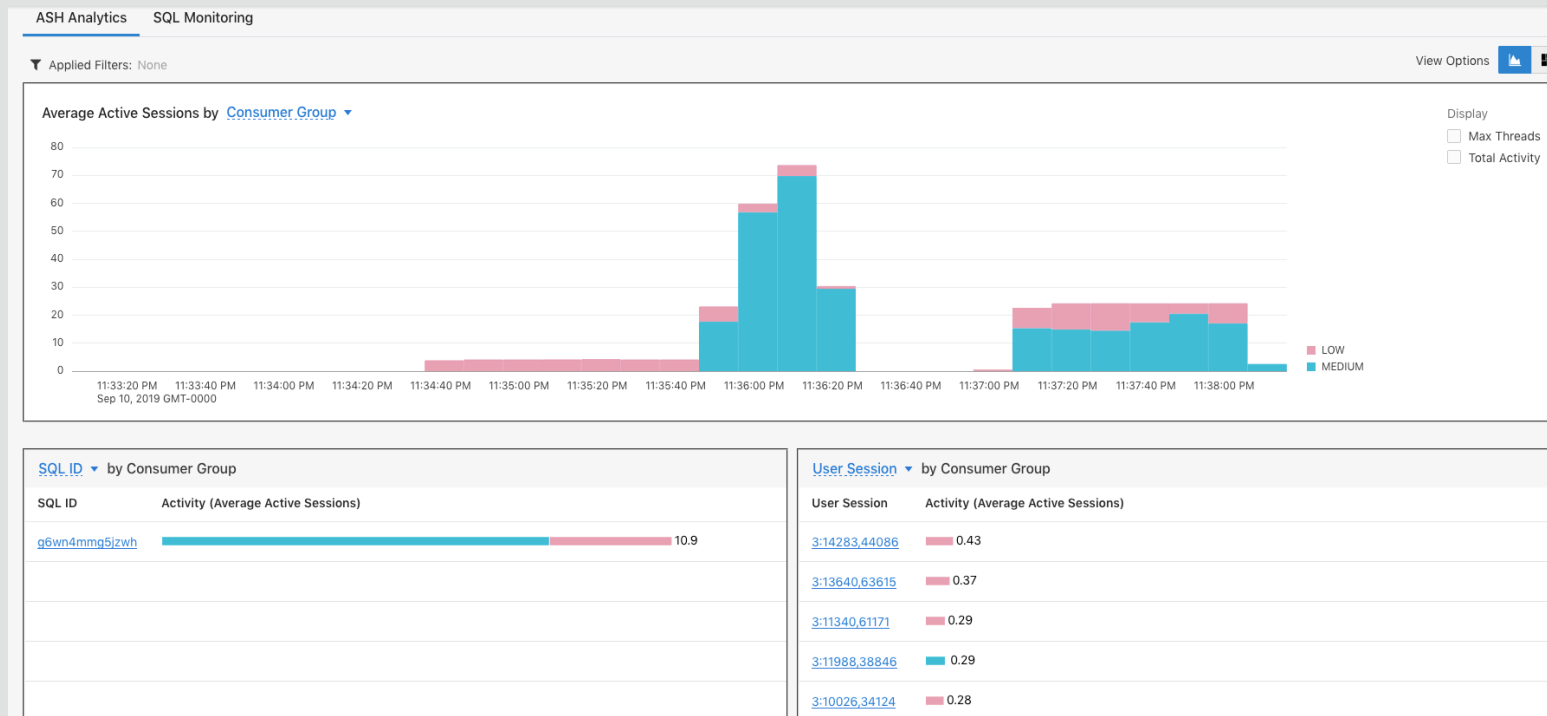 ASH Analytics SQL Monitoring
Applied Filters: None
View Options
Average Active Sessions by Consumer Group
Display
Max Threads
Total Activity
80
70
60
50
40
30
20
10
0
LOW
MEDIUM
11:33:20 PM 11:33:40 PM 11:34:00 PM 11:34:20 PM 11:34:40 PM 11:35:00 PM 11:35:20 PM 11:35:40 PM 11:36:00 PM 11:36:20 PM 11:36:40 PM 11:37:00 PM 11:37:20 PM 11:37:40 PM 11:38:00 PM
Sep 10, 2019 GMT-0000
SQL ID by Consumer Group
SQL ID Activity (Average Active Sessions)
g6wn4mmg5jzwh 10.9
User Session by Consumer Group
User Session Activity (Average Active Sessions)
3:14283,44086 0.43
3:13640,63615 0.37
3:11340,61171 0.29
3:11988,38846 0.29
3:10026,34124 0.28